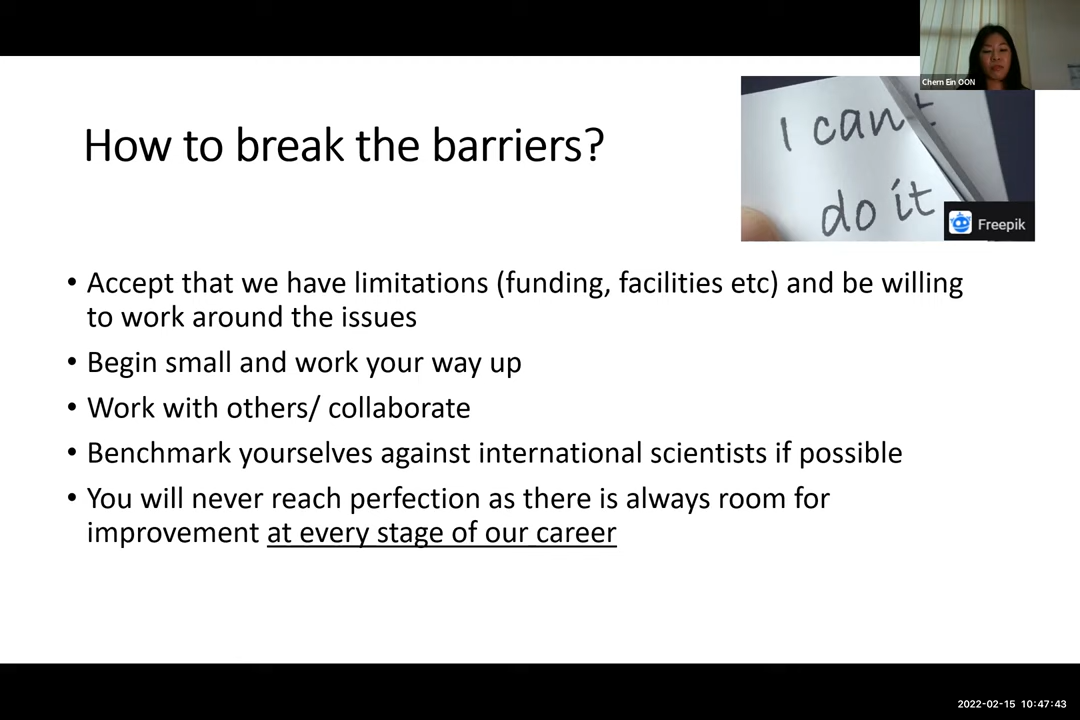 Chern Ein OON
How to break the barriers?
I can't
do it
Freepik
• Accept that we have limitations (funding, facilities etc) and be willing
to work around the issues
• Begin small and work your way up
• Work with others/ collaborate
• Benchmark yourselves against international scientists if possible
• You will never reach perfection as there is always room for
improvement at every stage of our career
2022-02-15 10:47:43